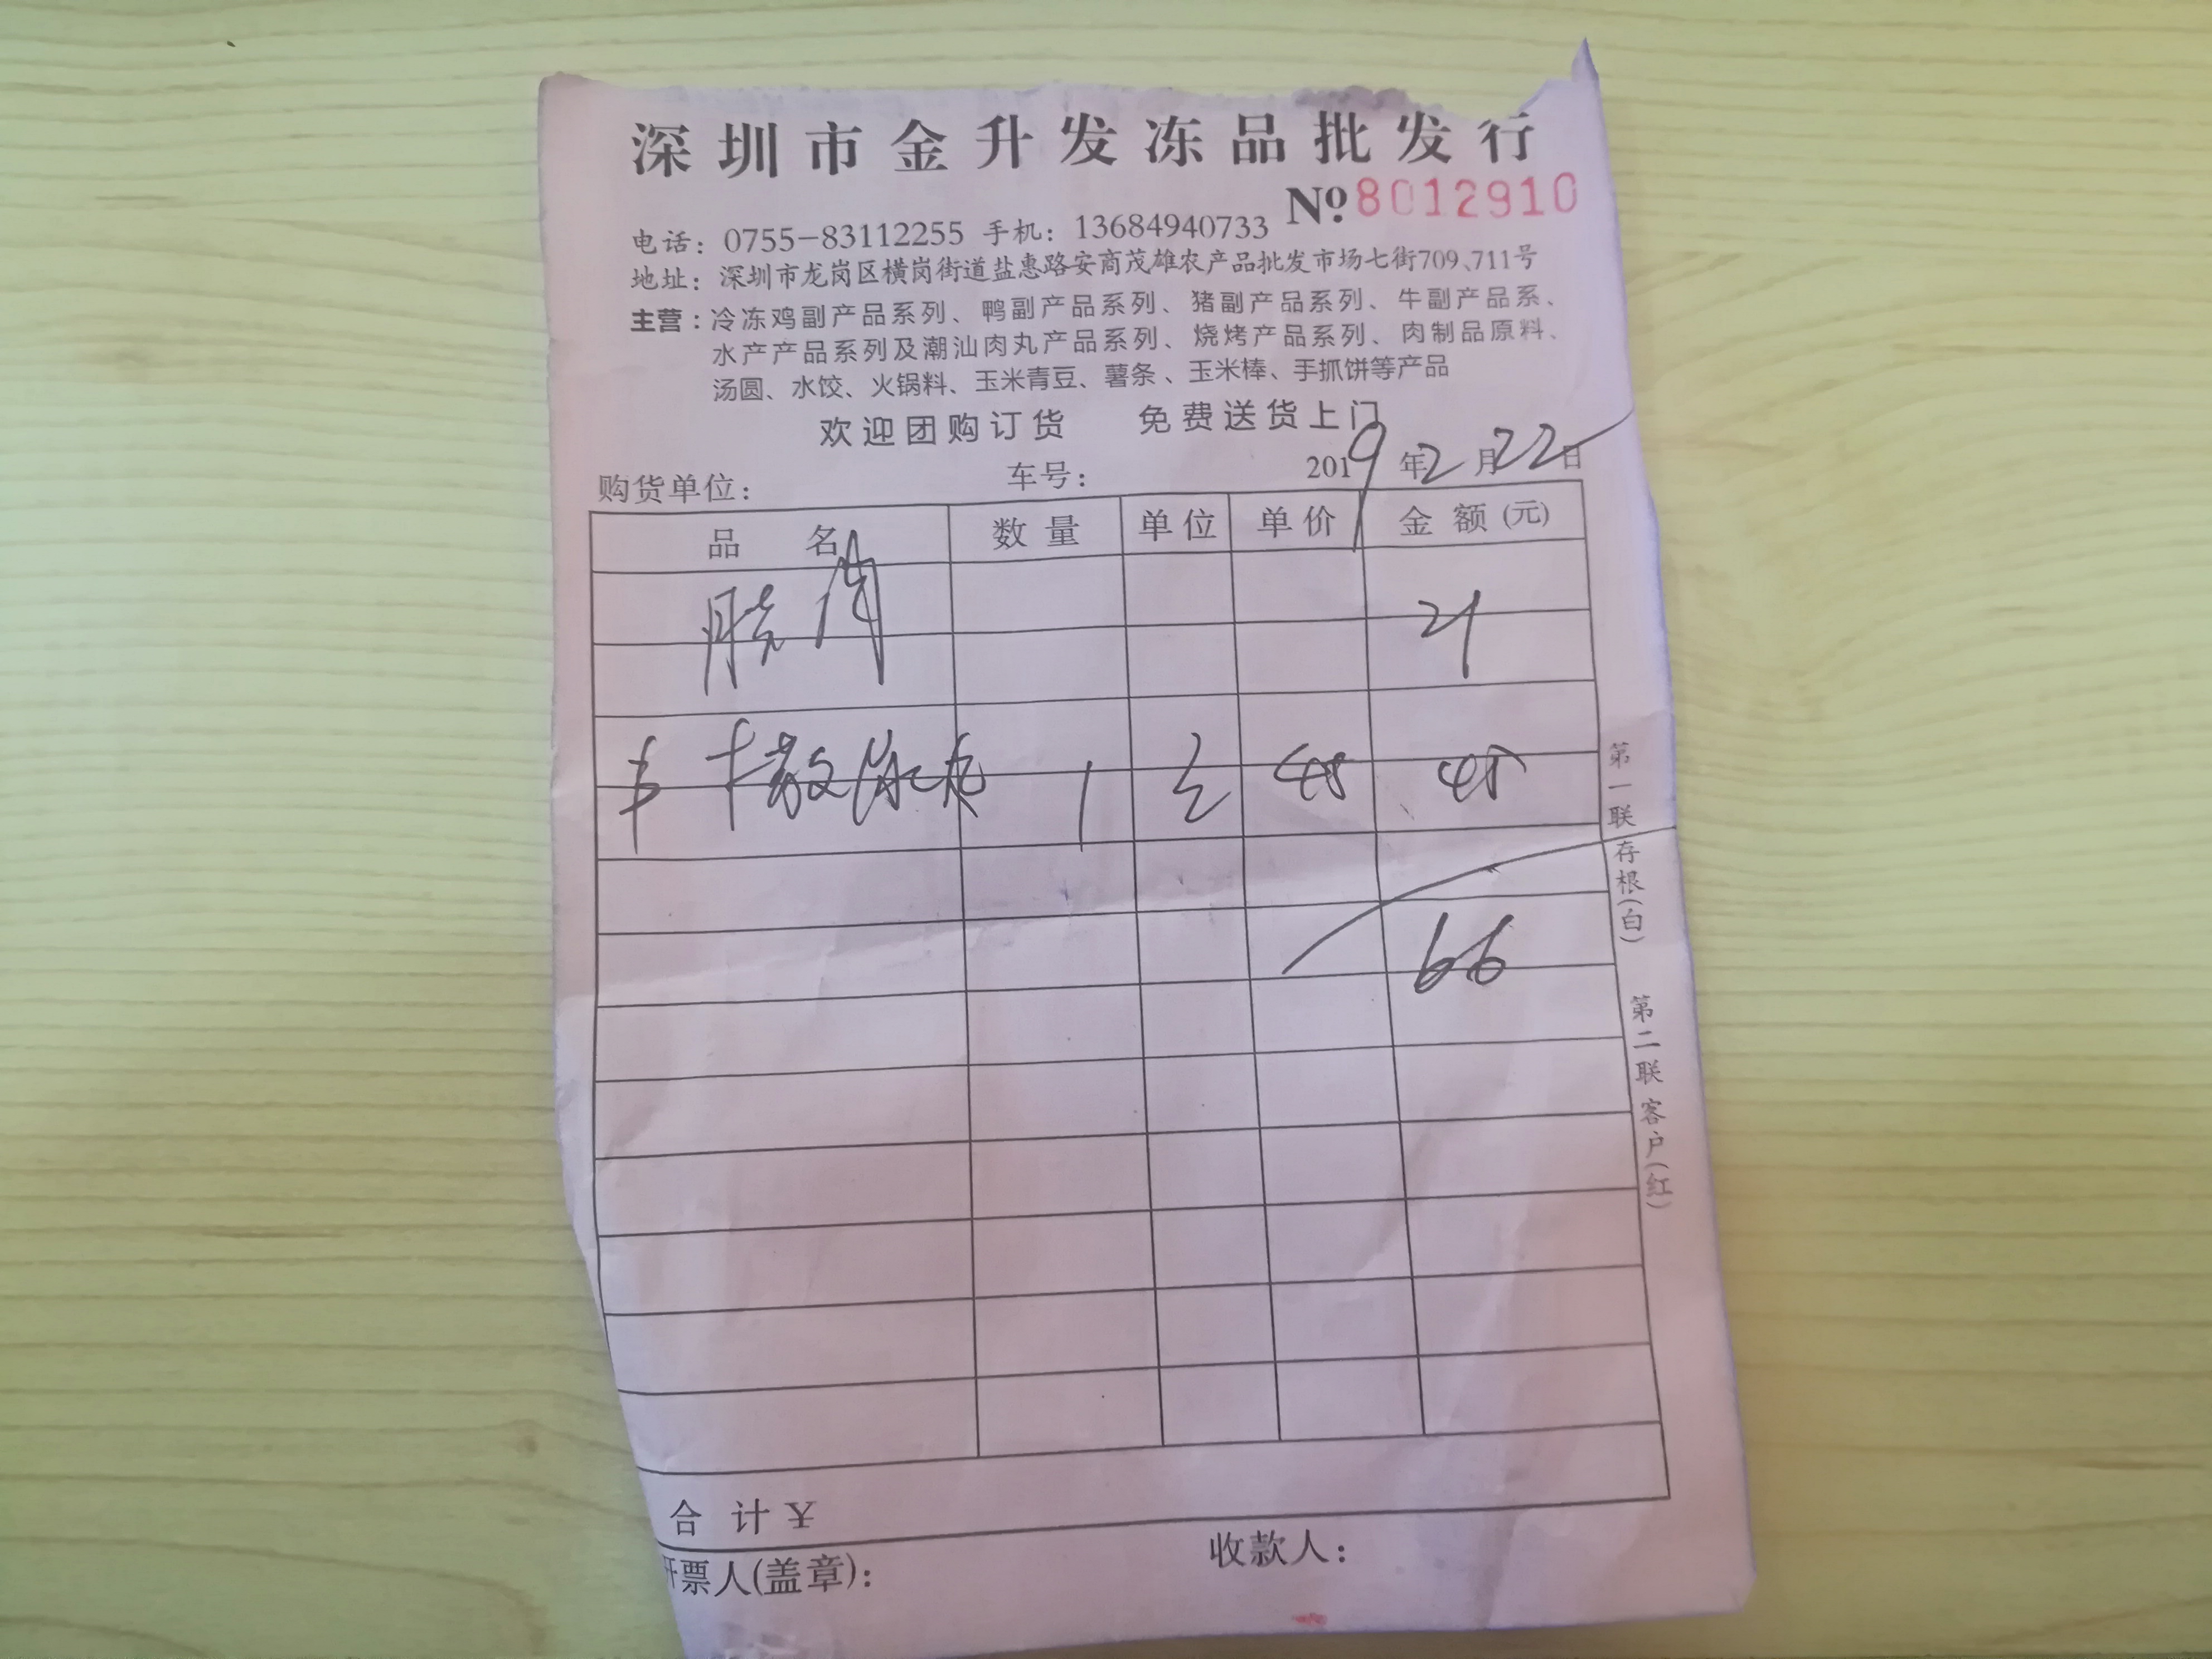 深圳市金升发冻品批发行
№8012910
电话：0755-83112255 手机：13684940733
地址：深圳市龙岗区横岗街道盐惠路安商茂雄农产品批发市场七街709、711号
主营：冷冻鸡副产品系列、鸭副产品系列、猪副产品系列、牛副产品系、
水产产品系列及潮汕肉丸产品系列、烧烤产品系列、肉制品原料、
汤圆、水饺、火锅料、玉米青豆、薯条、玉米棒、手抓饼等产品
欢迎团购订货 免费送货上门
购货单位： 车号： 2019年2月22日
品名 数量 单位 单价 金额(元)
21
散 丸 1 45 45
66
合计￥
开票人(盖章)： 收款人：
第一联 存根(白) 第二联 客户(红)